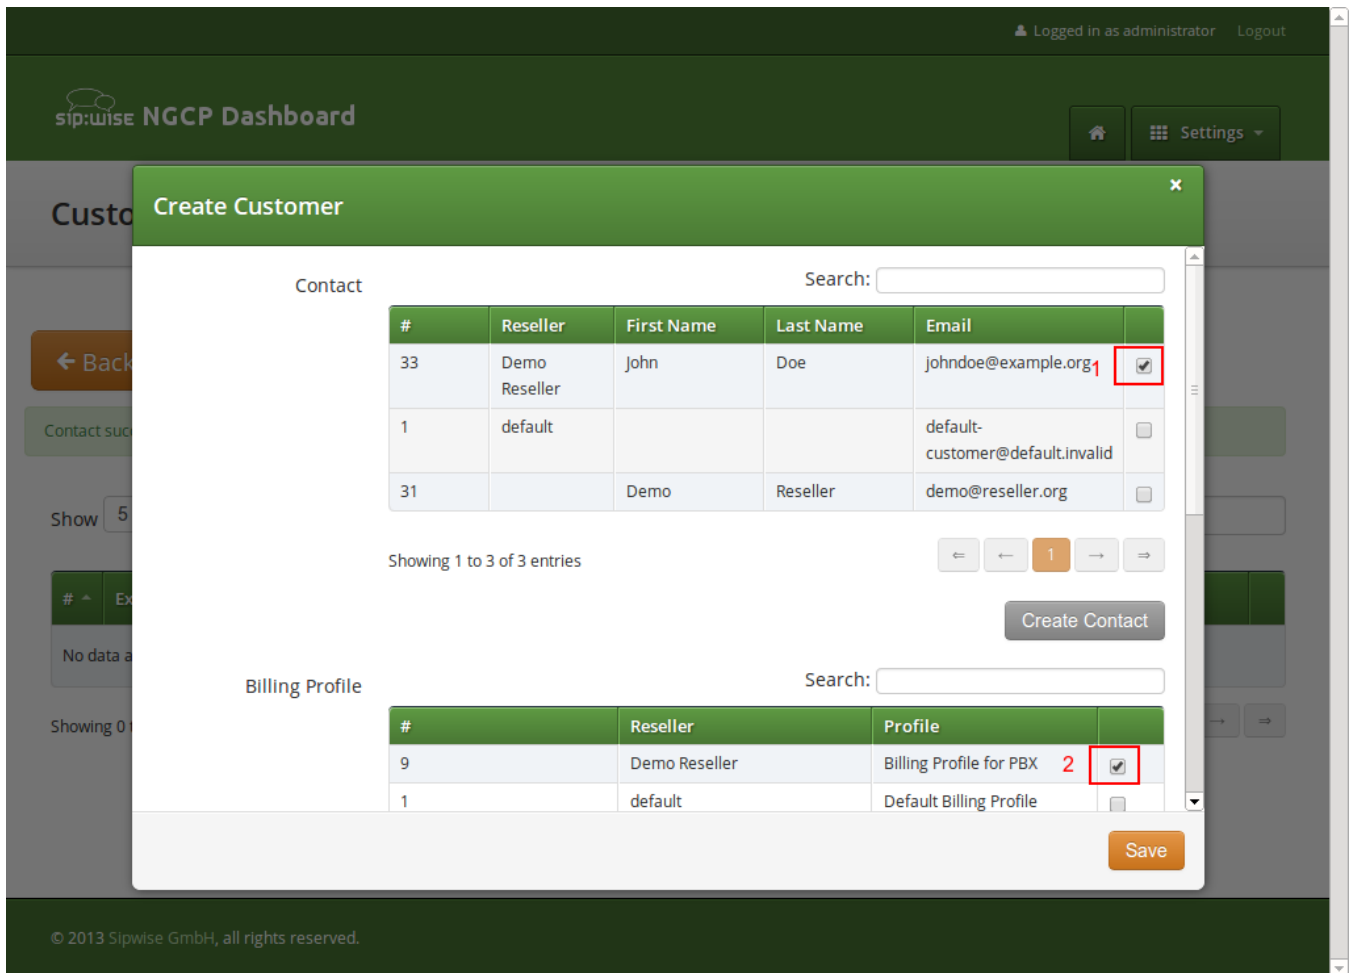 Logged in as administrator Logout
sip:wise NGCP Dashboard
Settings
Custo
Create Customer ×
Contact Search:
# Reseller First Name Last Name Email
33 Demo Reseller John Doe johndoe@example.org 1
1 default default-customer@default.invalid
31 Demo Reseller demo@reseller.org
Showing 1 to 3 of 3 entries ⇐ ← 1 → ⇒
Create Contact
Back
Contact suc
Show 5
# Ex
No data a
Showing 0 t → ⇒
Billing Profile Search:
# Reseller Profile
9 Demo Reseller Billing Profile for PBX 2
1 default Default Billing Profile
Save
© 2013 Sipwise GmbH, all rights reserved.